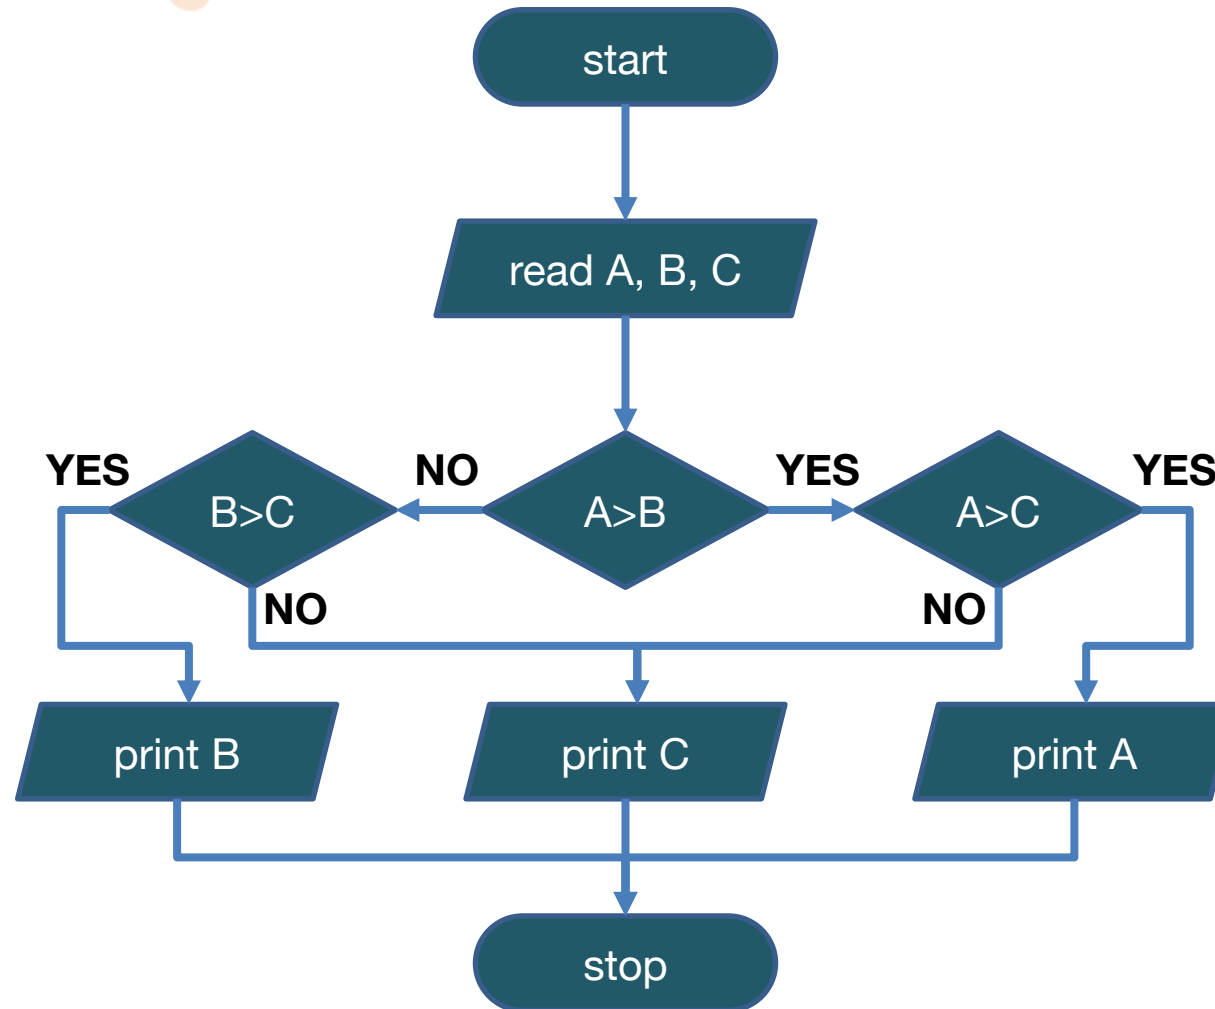 start
read A, B, C
YES
NO
YES
YES
B>C
A>B
A>C
NO
NO
print B
print C
print A
stop